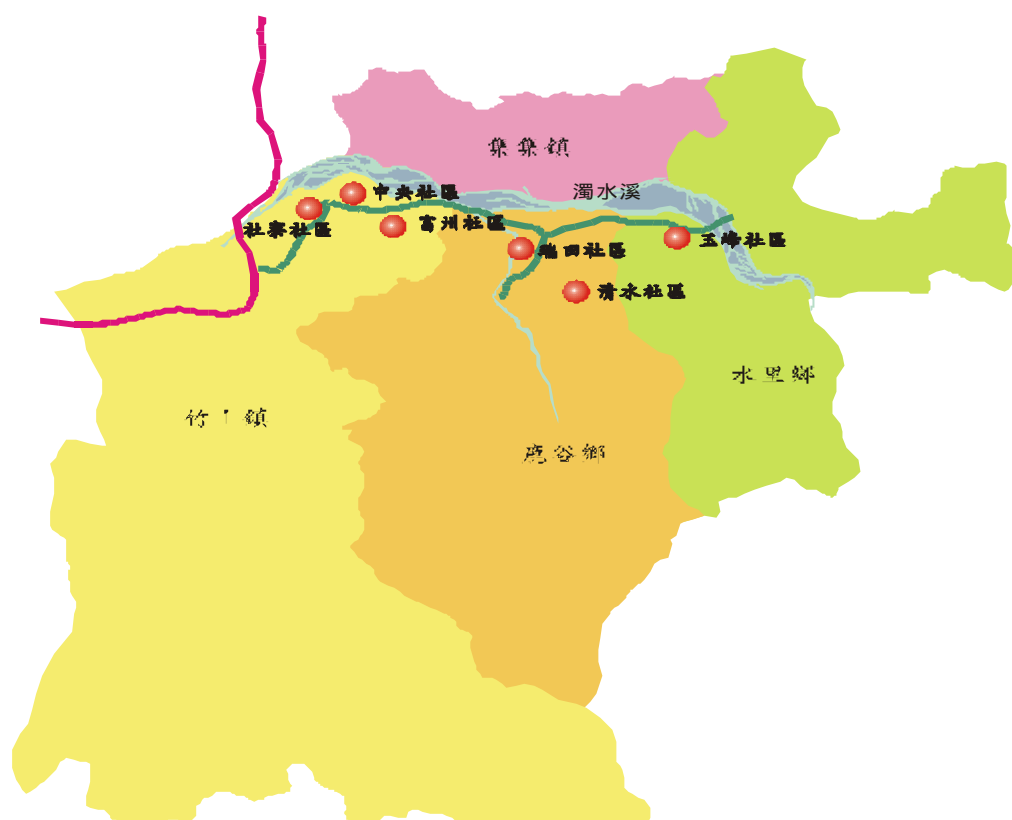 集集鎮
濁水溪
中央社區
富州社區
社寮社區
瑞田社區
玉峰社區
清水社區
水里鄉
竹山鎮
鹿谷鄉